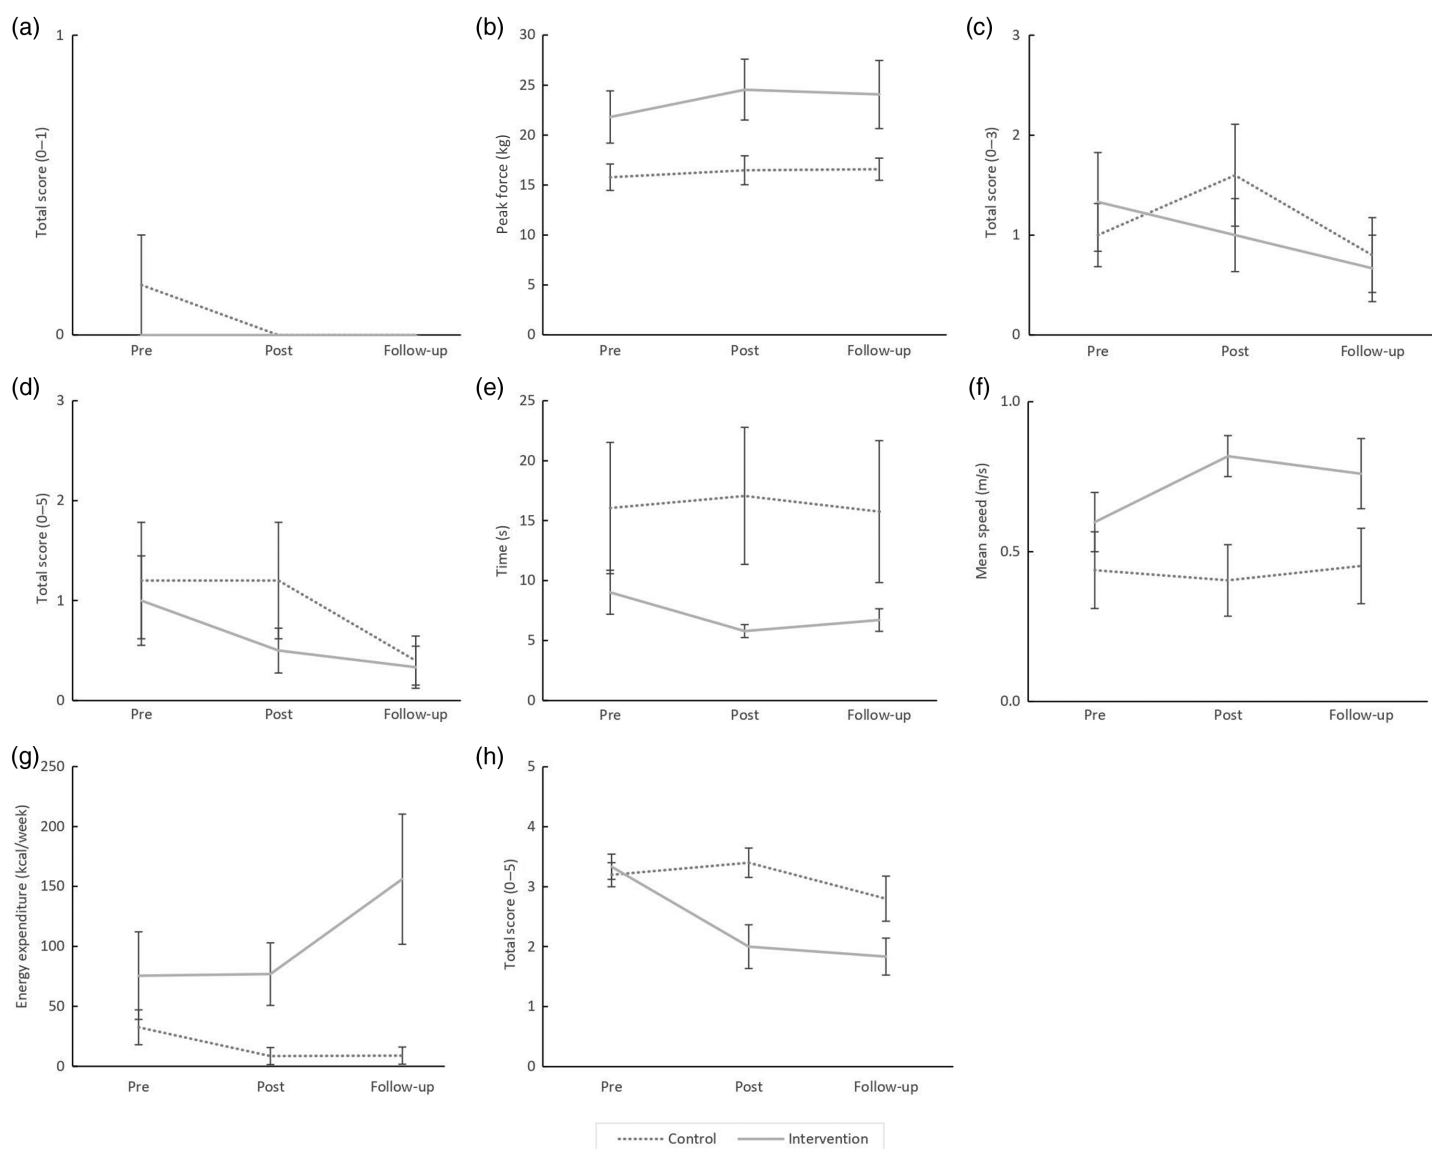 (a)
1
Total score (0–1)
0
Pre Post Follow-up
(b)
30
25
20
15
10
5
0
Peak force (kg)
Pre Post Follow-up
(c)
3
2
1
0
Total score (0–3)
Pre Post Follow-up
(d)
3
2
1
0
Total score (0–5)
Pre Post Follow-up
(e)
25
20
15
10
5
0
Time (s)
Pre Post Follow-up
(f)
1.0
0.5
0.0
Mean speed (m/s)
Pre Post Follow-up
(g)
250
200
150
100
50
0
Energy expenditure (kcal/week)
Pre Post Follow-up
(h)
5
4
3
2
1
0
Total score (0–5)
Pre Post Follow-up
Control Intervention